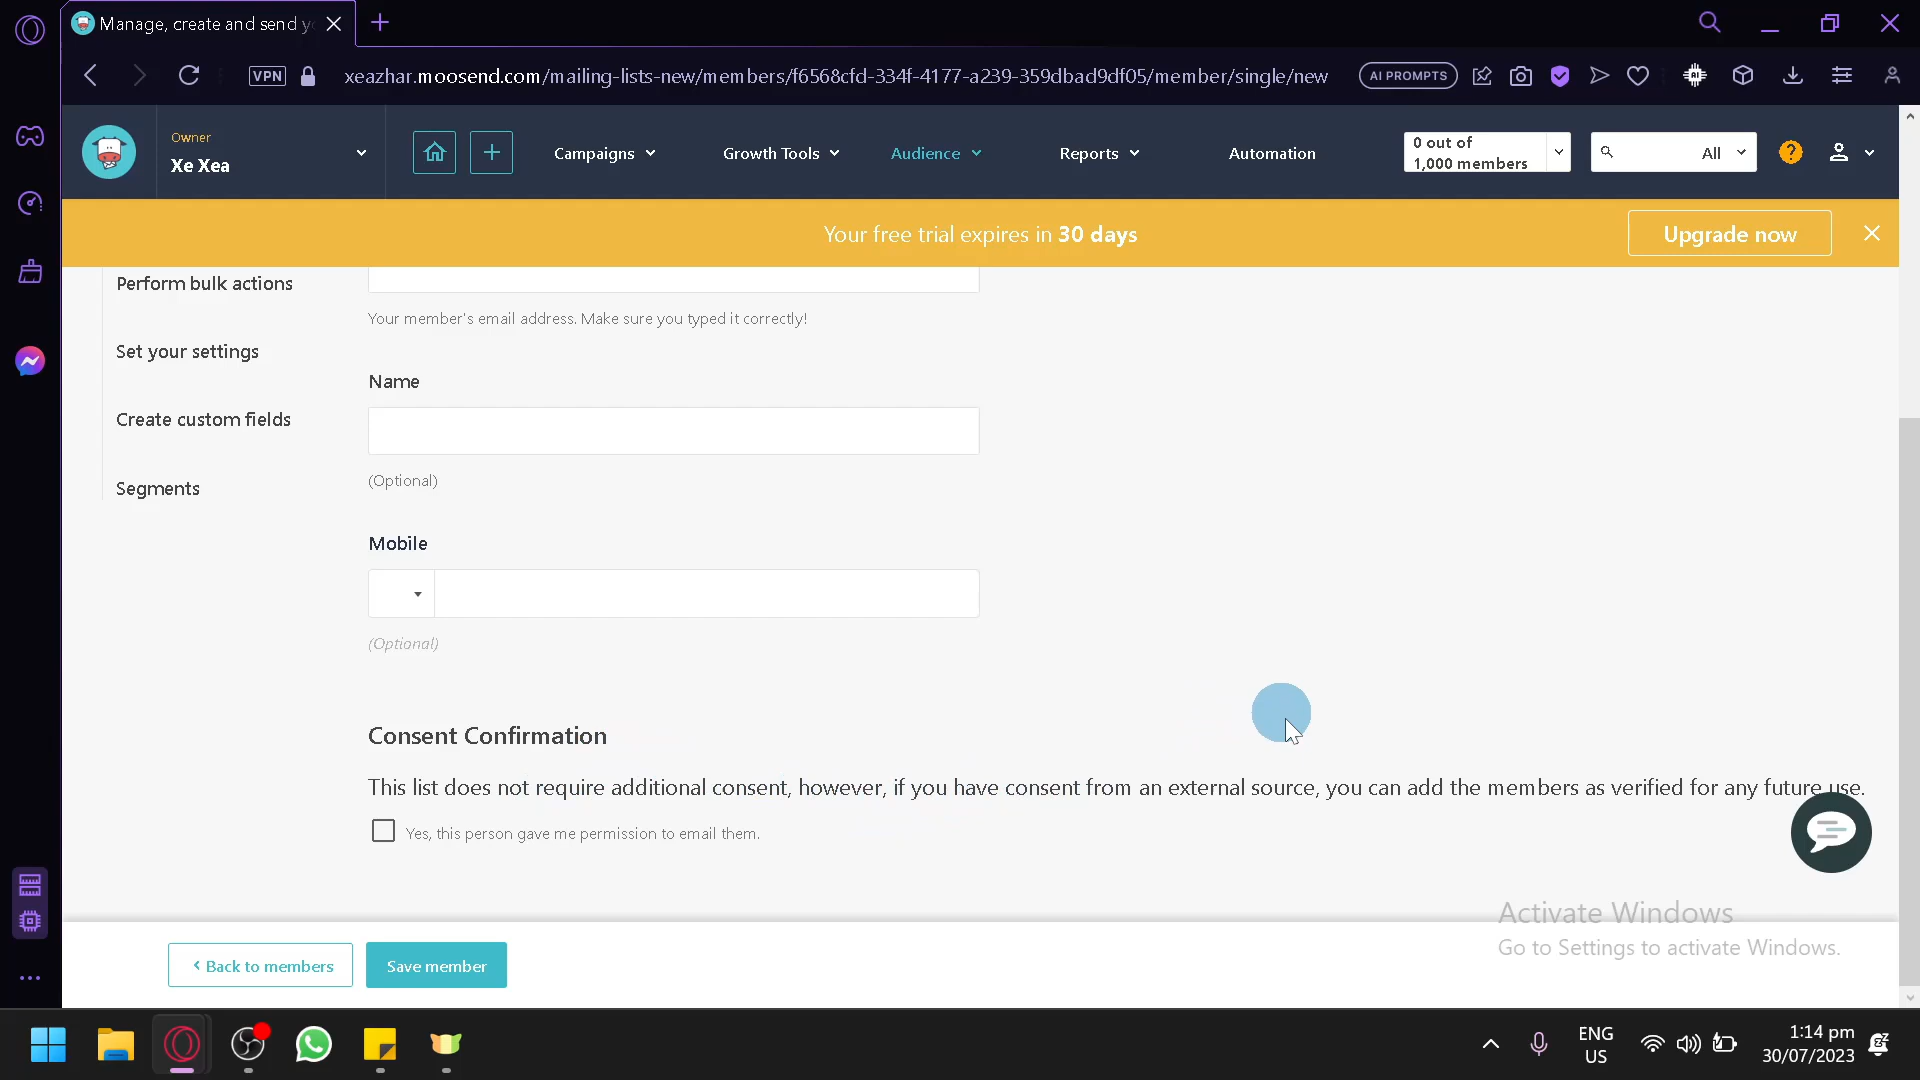 Manage, create and send y
VPN
xeazhar.moosend.com/mailing-lists-new/members/f6568cfd-334f-4177-a239-359dbad9df05/member/single/new
AI PROMPTS
Owner
Xe Xea
Campaigns
Growth Tools
Audience
Reports
Automation
0 out of
1,000 members
All
?
Your free trial expires in 30 days
Upgrade now
Perform bulk actions
Your member's email address. Make sure you typed it correctly!
Set your settings
Name
Create custom fields
(Optional)
Segments
Mobile
(Optional)
Consent Confirmation
This list does not require additional consent, however, if you have consent from an external source, you can add the members as verified for any future use.
Yes, this person gave me permission to email them.
Activate Windows
Go to Settings to activate Windows.
Back to members
Save member
ENG
US
1:14 pm
30/07/2023